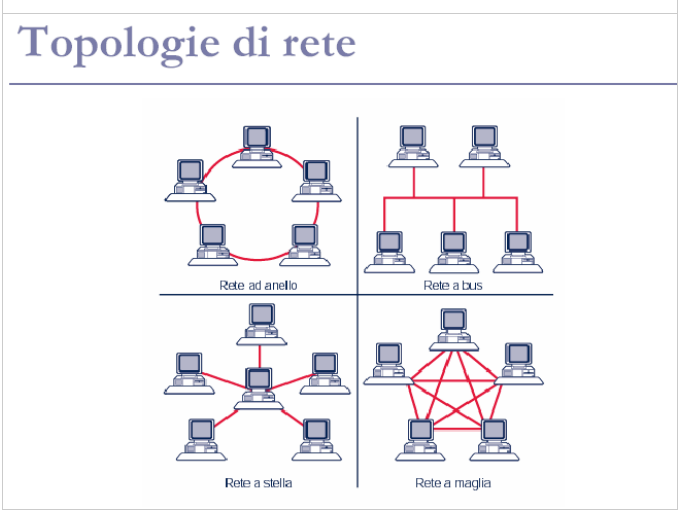 Topologie di rete
Rete ad anello
Rete a bus
Rete a stella
Rete a maglia